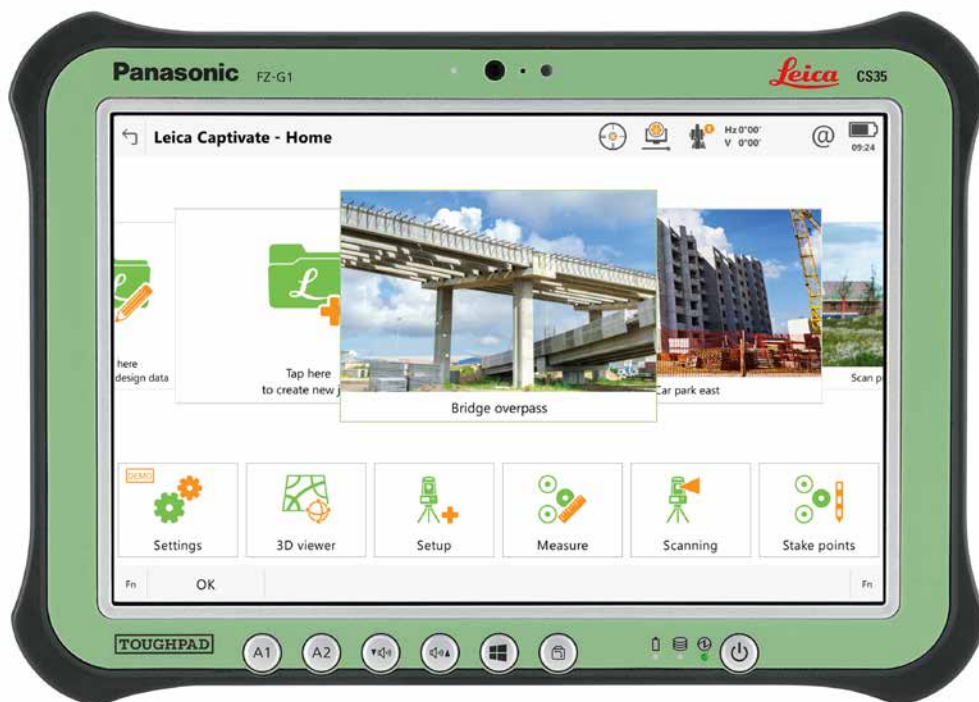 Panasonic FZ-G1
Leica CS35
Leica Captivate - Home
Hz 0°00'
V 0°00'
@
09:24
here
design data
Tap here
to create new j
Bridge overpass
Car park east
Scan p
DEMO
Settings
3D viewer
Setup
Measure
Scanning
Stake points
Fn
OK
Fn
TOUGHPAD
A1
A2